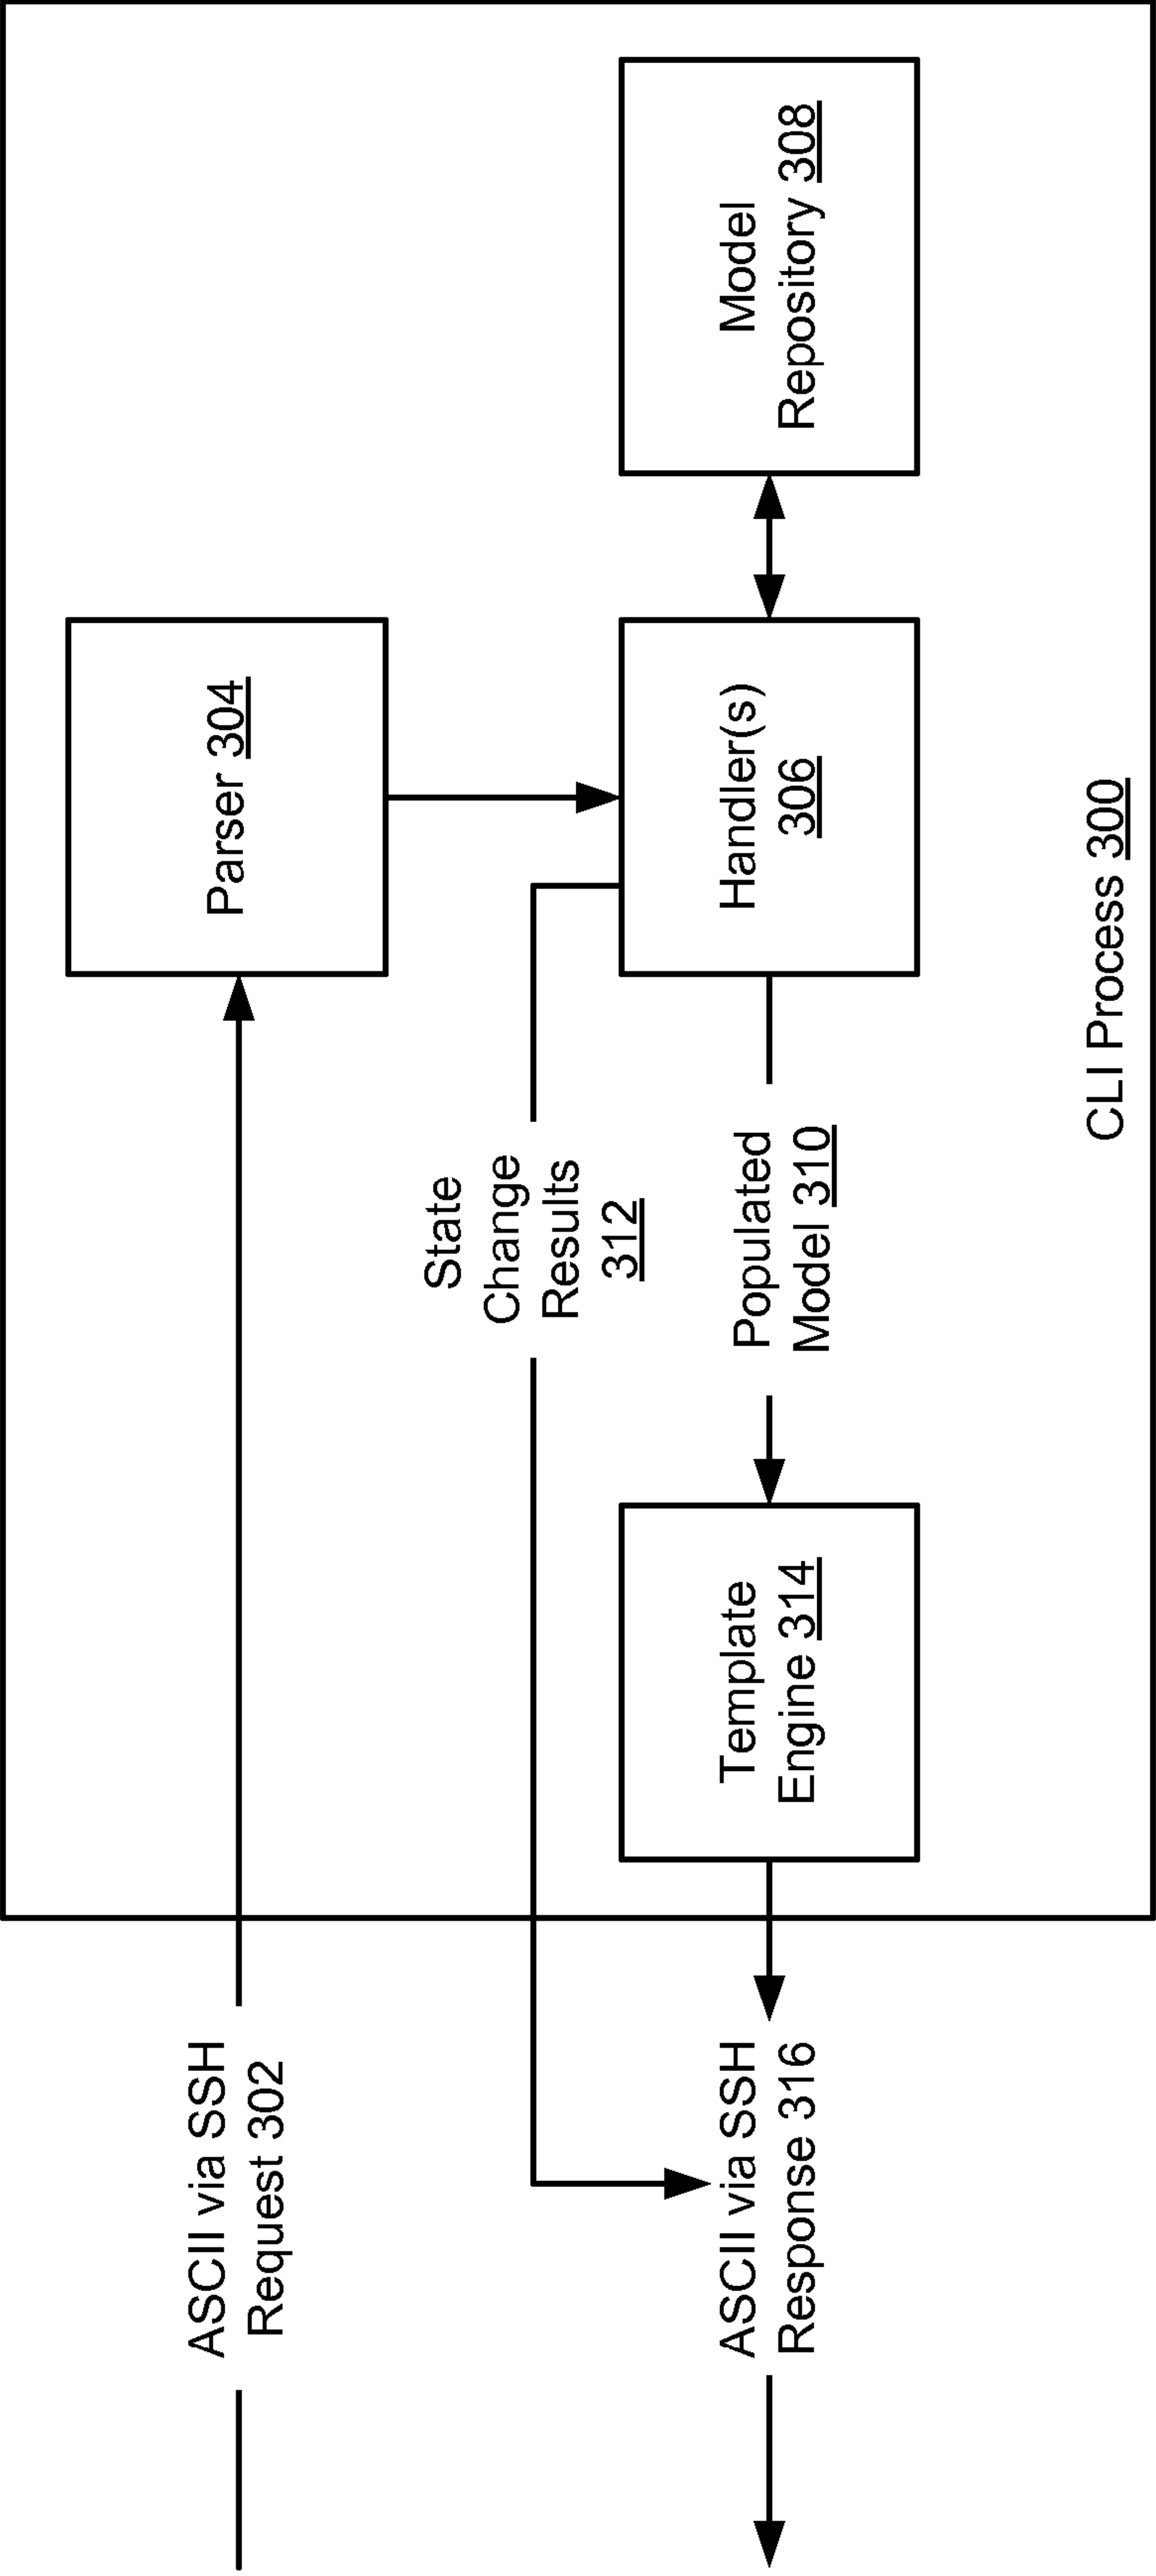 ASCII via SSH
Request 302
Parser 304
State
Change
Results
312
ASCII via SSH
Response 316
Template
Engine 314
Populated
Model 310
Handler(s)
306
Model
Repository 308
CLI Process 300